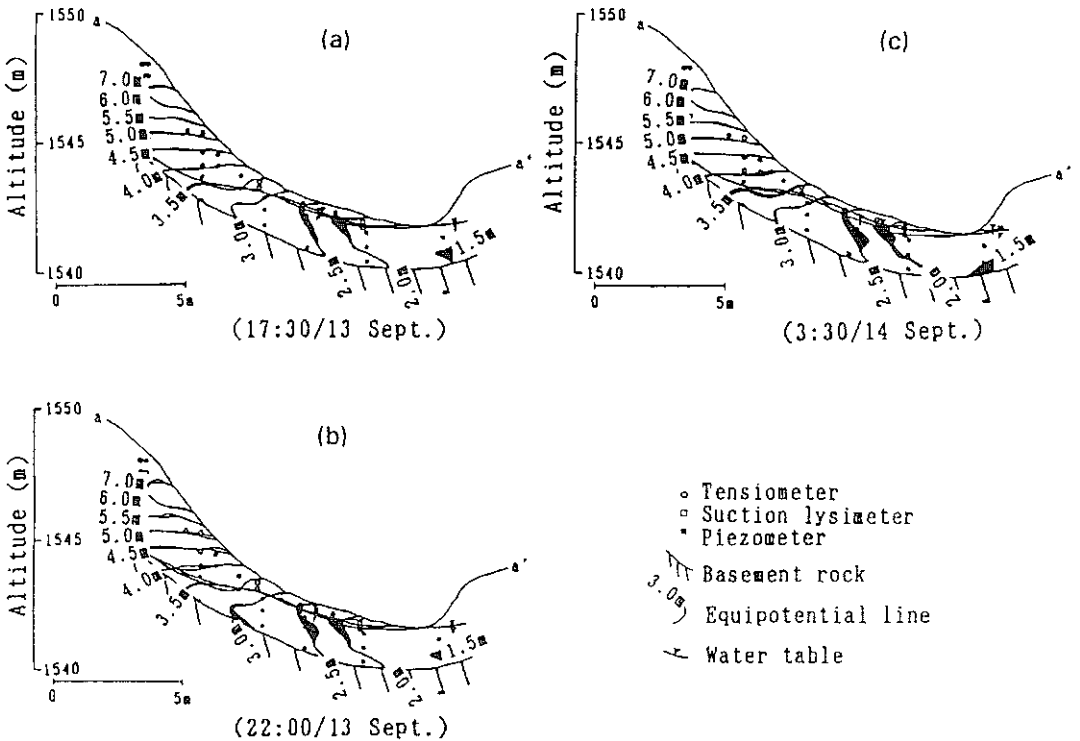 (a)
Altitude (m)
1550
1545
1540
a
a'
7.0m
6.0m
5.5m
5.0m
4.5m
4.0m
3.5m
3.0m
2.5m
2.0m
1.5m
0 5m
(17:30/13 Sept.)
(c)
Altitude (m)
1550
1545
1540
a
a'
7.0m
6.0m
5.5m
5.0m
4.5m
4.0m
3.5m
3.0m
2.5m
2.0m
2.0m
1.5m
0 5m
(3:30/14 Sept.)
(b)
Altitude (m)
1550
1545
1540
a
a'
7.0m
6.0m
5.5m
5.0m
4.5m
4.0m
3.5m
3.0m
2.5m
2.0m
1.5m
0 5m
(22:00/13 Sept.)
Tensiometer
Suction lysimeter
Piezometer
Basement rock
3.0m
Equipotential line
Water table